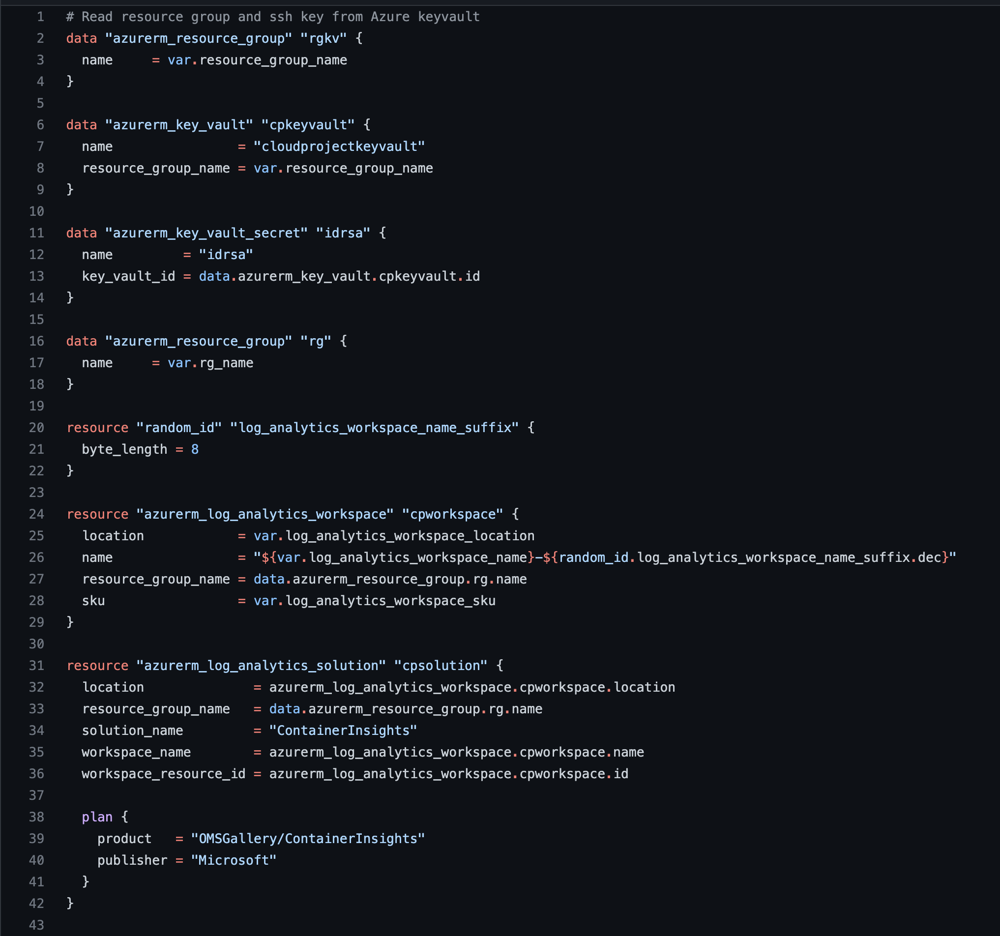 1 # Read resource group and ssh key from Azure keyvault
2 data "azurerm_resource_group" "rgkv" {
3   name     = var.resource_group_name
4 }
5
6 data "azurerm_key_vault" "cpkeyvault" {
7   name                = "cloudprojectkeyvault"
8   resource_group_name = var.resource_group_name
9 }
10
11 data "azurerm_key_vault_secret" "idrsa" {
12   name         = "idrsa"
13   key_vault_id = data.azurerm_key_vault.cpkeyvault.id
14 }
15
16 data "azurerm_resource_group" "rg" {
17   name     = var.rg_name
18 }
19
20 resource "random_id" "log_analytics_workspace_name_suffix" {
21   byte_length = 8
22 }
23
24 resource "azurerm_log_analytics_workspace" "cpworkspace" {
25   location            = var.log_analytics_workspace_location
26   name                = "${var.log_analytics_workspace_name}-${random_id.log_analytics_workspace_name_suffix.dec}"
27   resource_group_name = data.azurerm_resource_group.rg.name
28   sku                 = var.log_analytics_workspace_sku
29 }
30
31 resource "azurerm_log_analytics_solution" "cpsolution" {
32   location              = azurerm_log_analytics_workspace.cpworkspace.location
33   resource_group_name   = data.azurerm_resource_group.rg.name
34   solution_name         = "ContainerInsights"
35   workspace_name        = azurerm_log_analytics_workspace.cpworkspace.name
36   workspace_resource_id = azurerm_log_analytics_workspace.cpworkspace.id
37
38   plan {
39     product   = "OMSGallery/ContainerInsights"
40     publisher = "Microsoft"
41   }
42 }
43